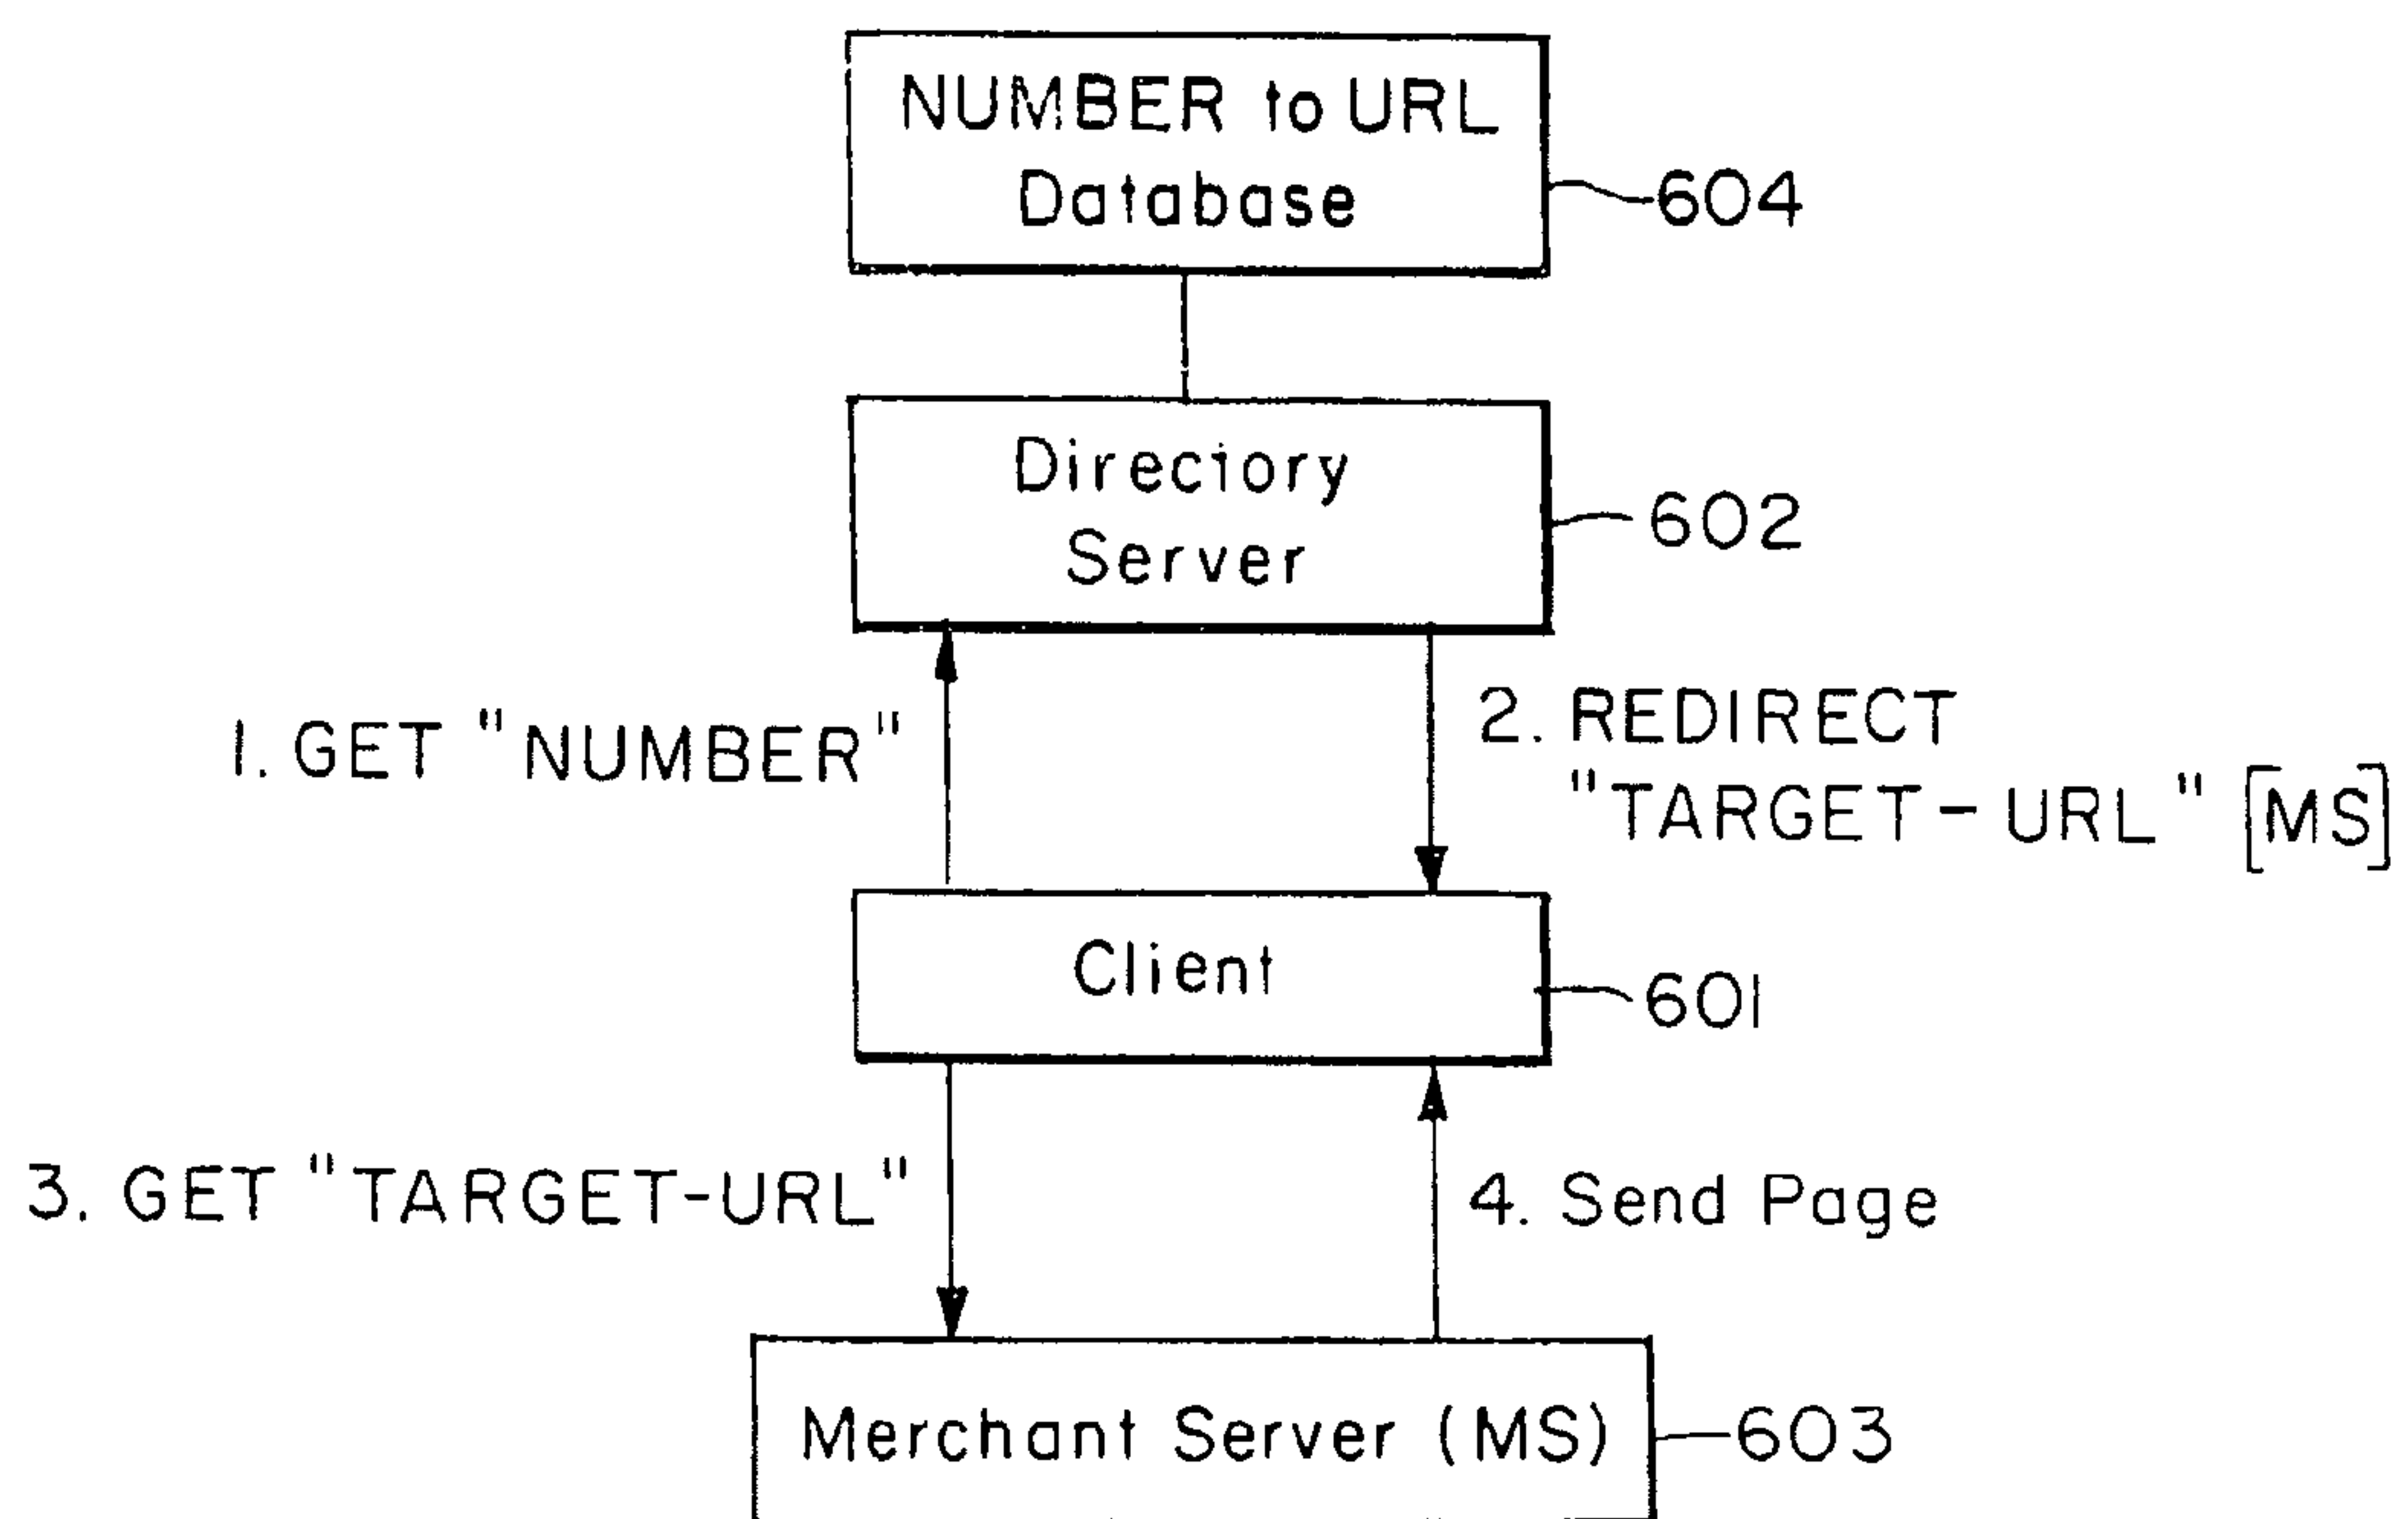 NUMBER to URL
Database
604
Directory
Server
602
1. GET "NUMBER"
2. REDIRECT
"TARGET-URL" [MS]
Client
601
3. GET "TARGET-URL"
4. Send Page
Merchant Server (MS)
603